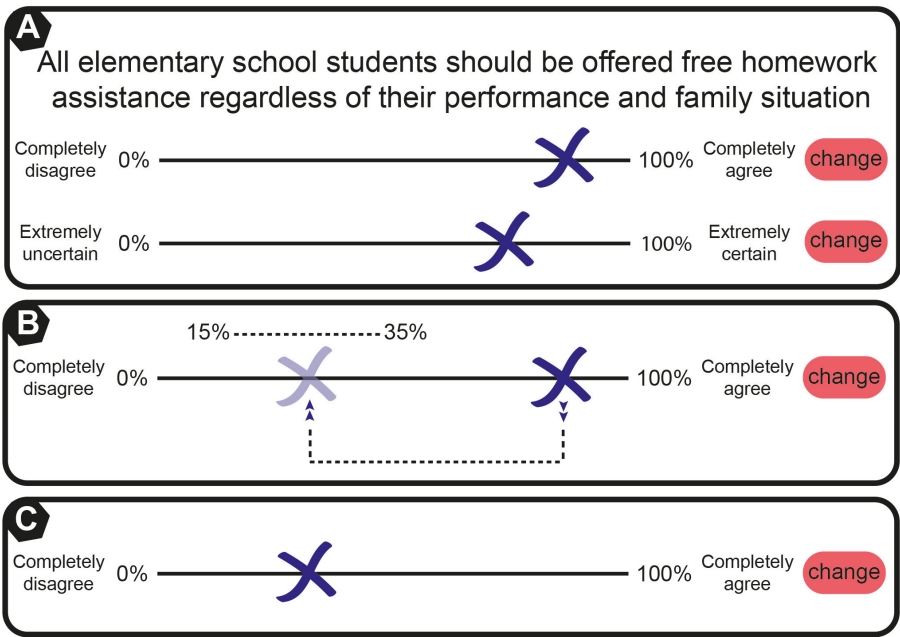 A
All elementary school students should be offered free homework
assistance regardless of their performance and family situation
Completely
disagree
0%
100%
Completely
agree
change
Extremely
uncertain
0%
100%
Extremely
certain
change
B
15%
35%
Completely
disagree
0%
100%
Completely
agree
change
C
Completely
disagree
0%
100%
Completely
agree
change